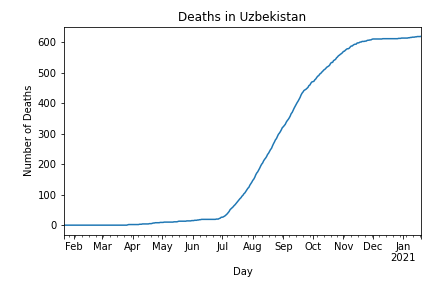 Deaths in Uzbekistan
600
500
400
300
200
100
0
Number of Deaths
Feb Mar Apr May Jun Jul Aug Sep Oct Nov Dec Jan
2021
Day